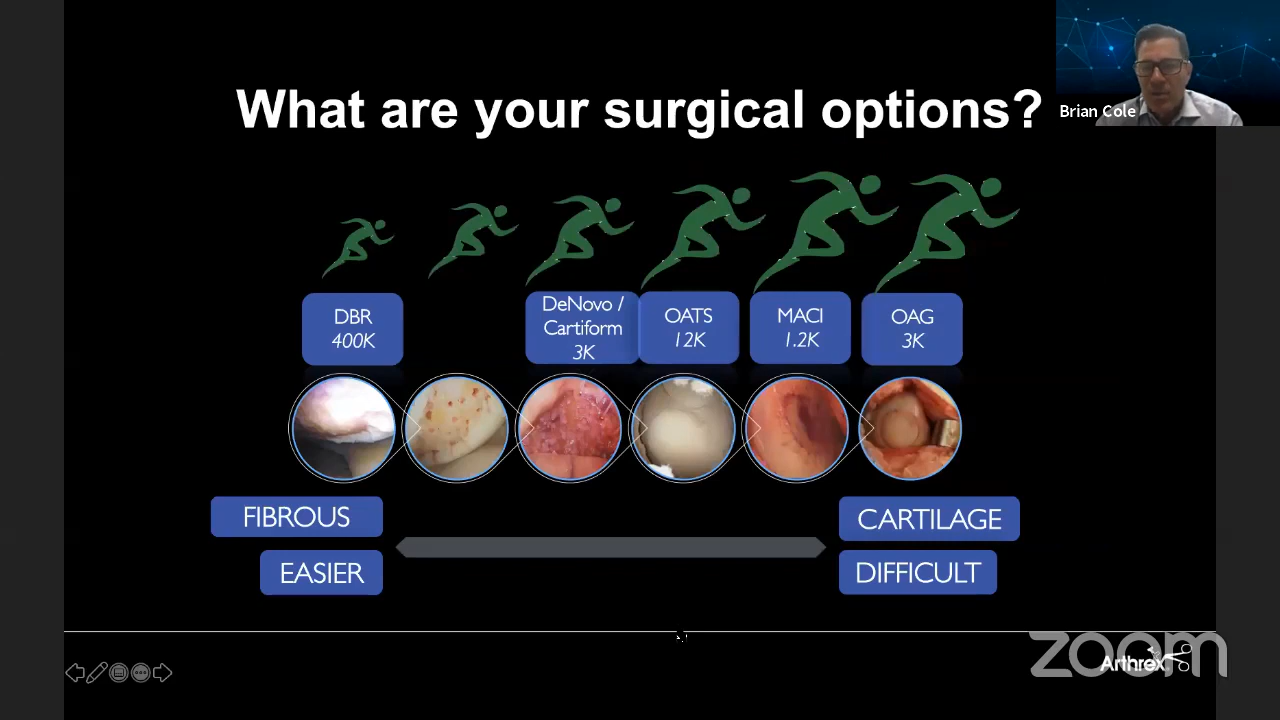 What are your surgical options?
Brian Cole
DBR
400K
DeNovo /
Cartiform
3K
OATS
12K
MACI
1.2K
OAG
3K
FIBROUS
EASIER
CARTILAGE
DIFFICULT
zoom
Arthrex